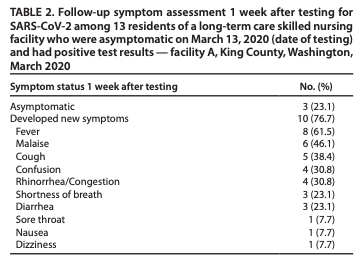 TABLE 2. Follow-up symptom assessment 1 week after testing for
SARS-CoV-2 among 13 residents of a long-term care skilled nursing
facility who were asymptomatic on March 13, 2020 (date of testing)
and had positive test results — facility A, King County, Washington,
March 2020
Symptom status 1 week after testing No. (%)
Asymptomatic 3 (23.1)
Developed new symptoms 10 (76.7)
Fever 8 (61.5)
Malaise 6 (46.1)
Cough 5 (38.4)
Confusion 4 (30.8)
Rhinorrhea/Congestion 4 (30.8)
Shortness of breath 3 (23.1)
Diarrhea 3 (23.1)
Sore throat 1 (7.7)
Nausea 1 (7.7)
Dizziness 1 (7.7)